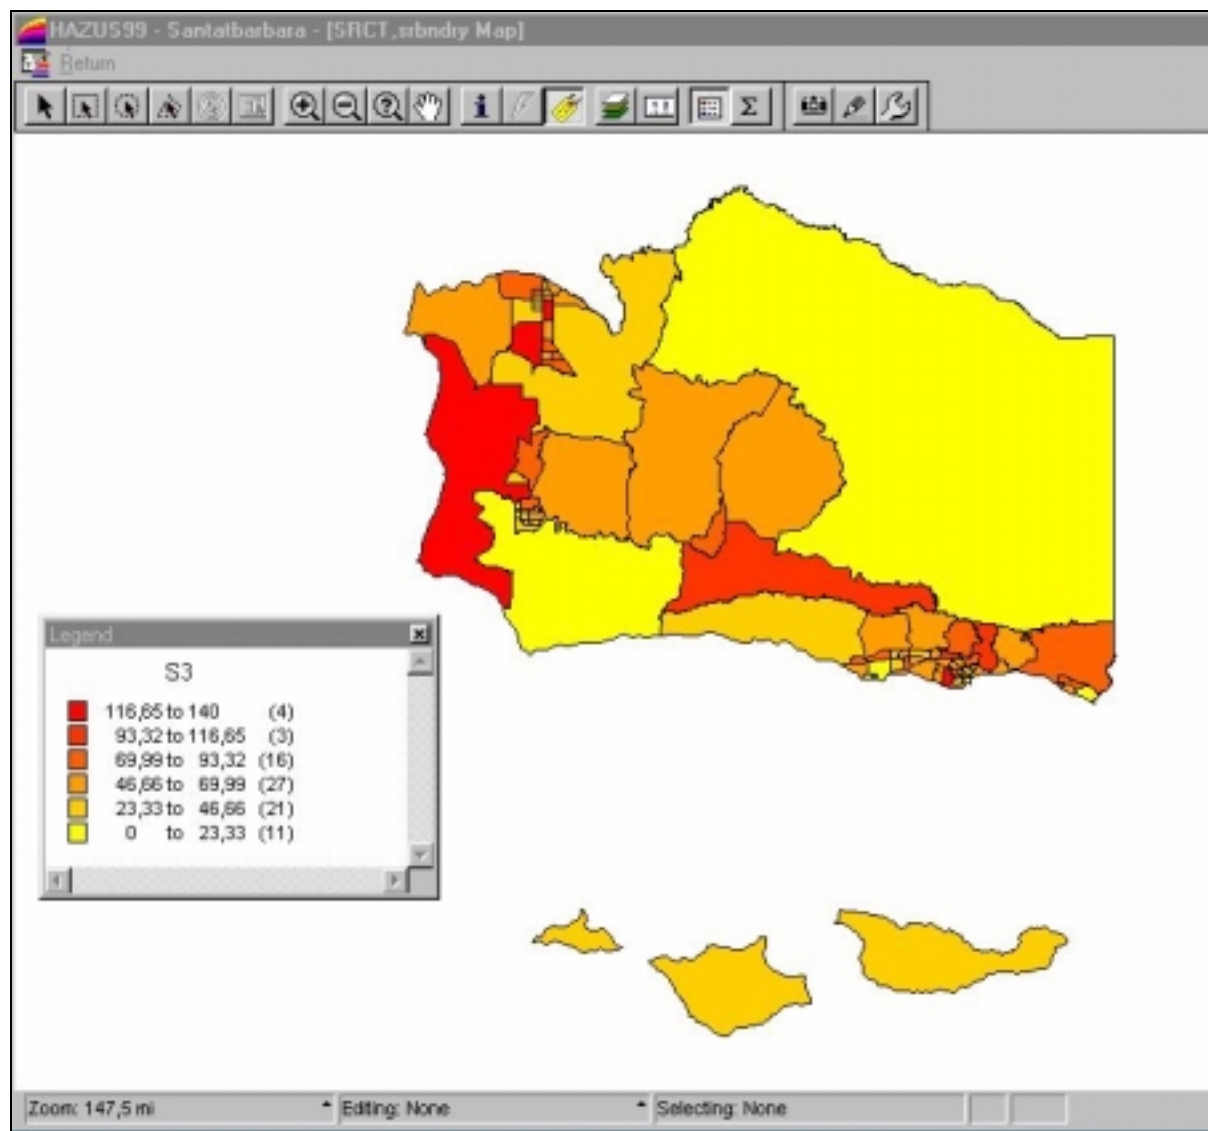 HAZUS99 - Santatbarbara - [SRCT,srbndry Map]
Return
Legend
S3
116,65 to 140 (4)
93,32 to 116,65 (3)
69,99 to 93,32 (16)
46,66 to 69,99 (27)
23,33 to 46,66 (21)
0 to 23,33 (11)
Zoom: 147,5 mi Editing: None Selecting: None